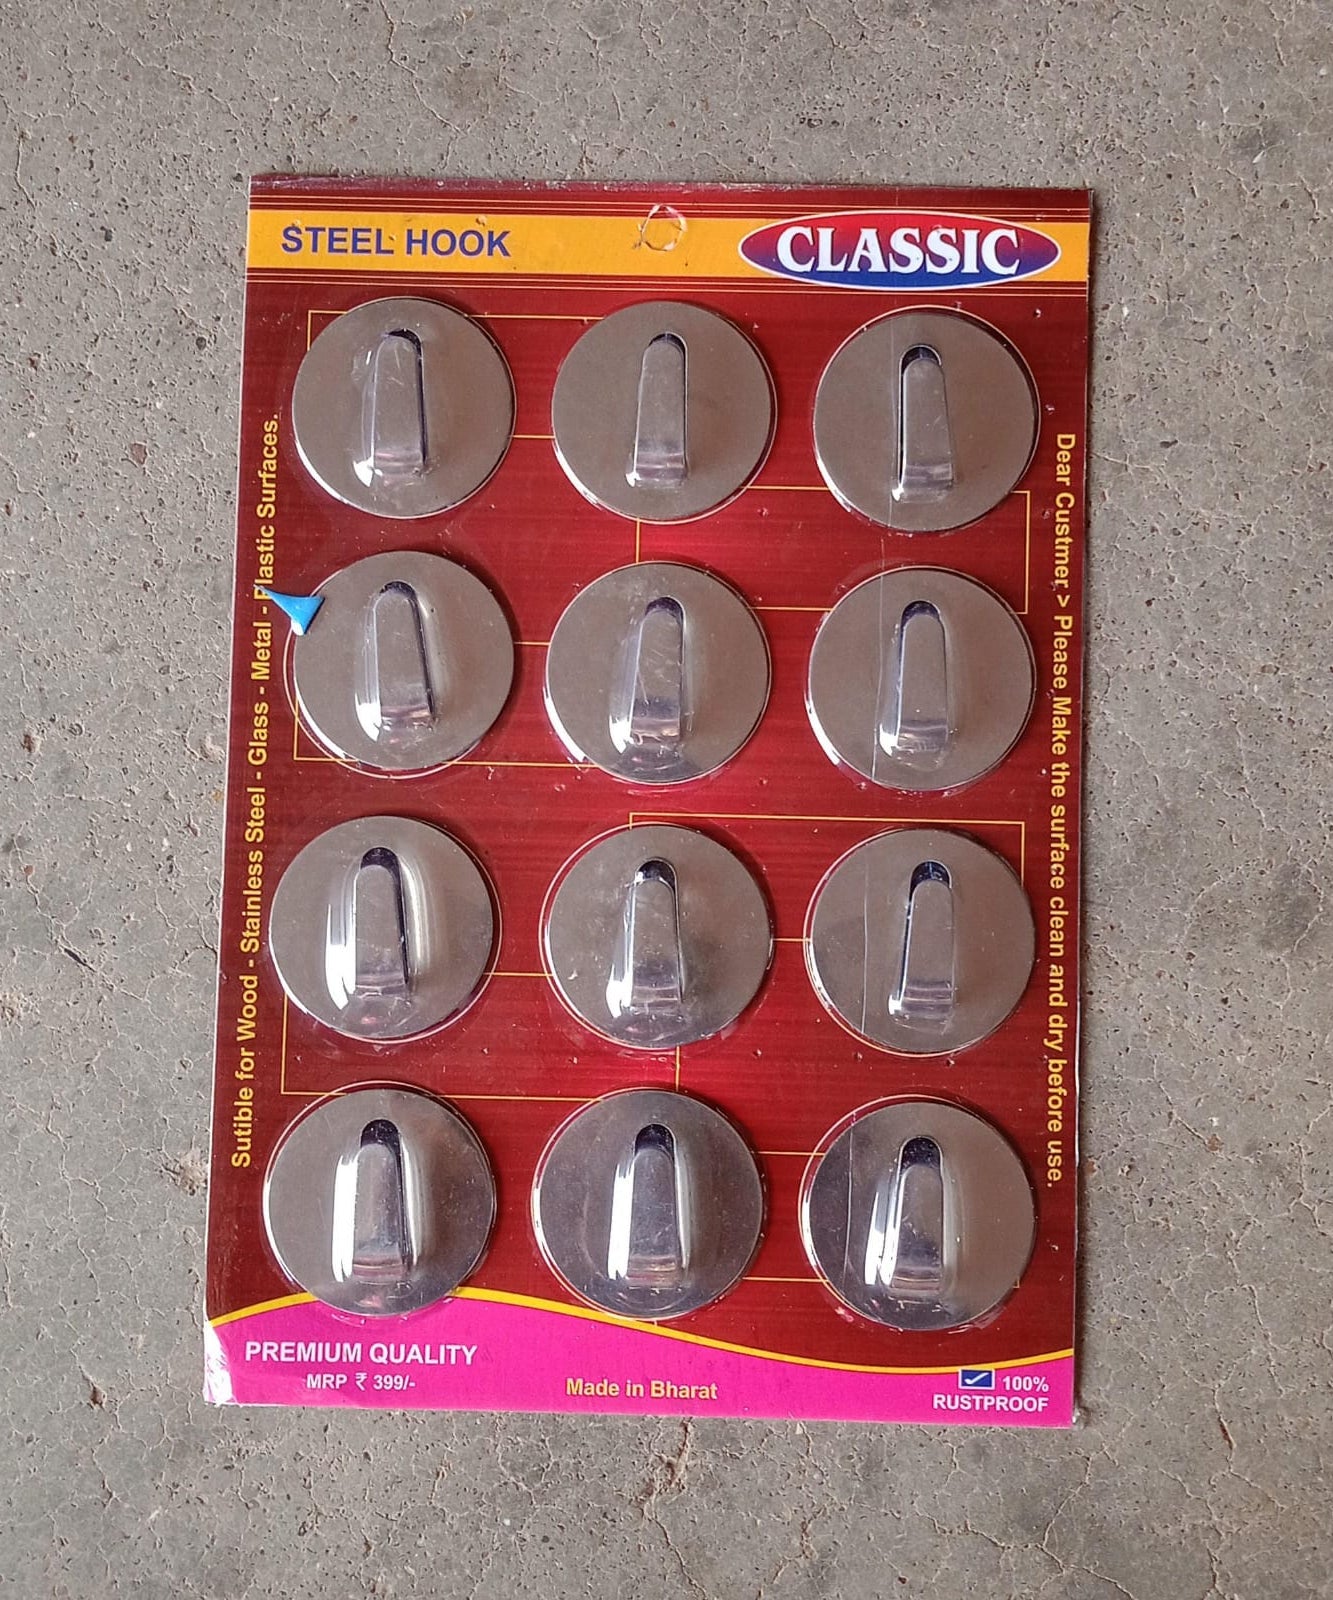 STEEL HOOK
CLASSIC
Sutible for Wood - Stainless Steel - Glass - Metal - Plastic Surfaces.
Dear Custmer > Please Make the surface clean and dry before use.
PREMIUM QUALITY
MRP ₹ 399/-
Made in Bharat
100%
RUSTPROOF